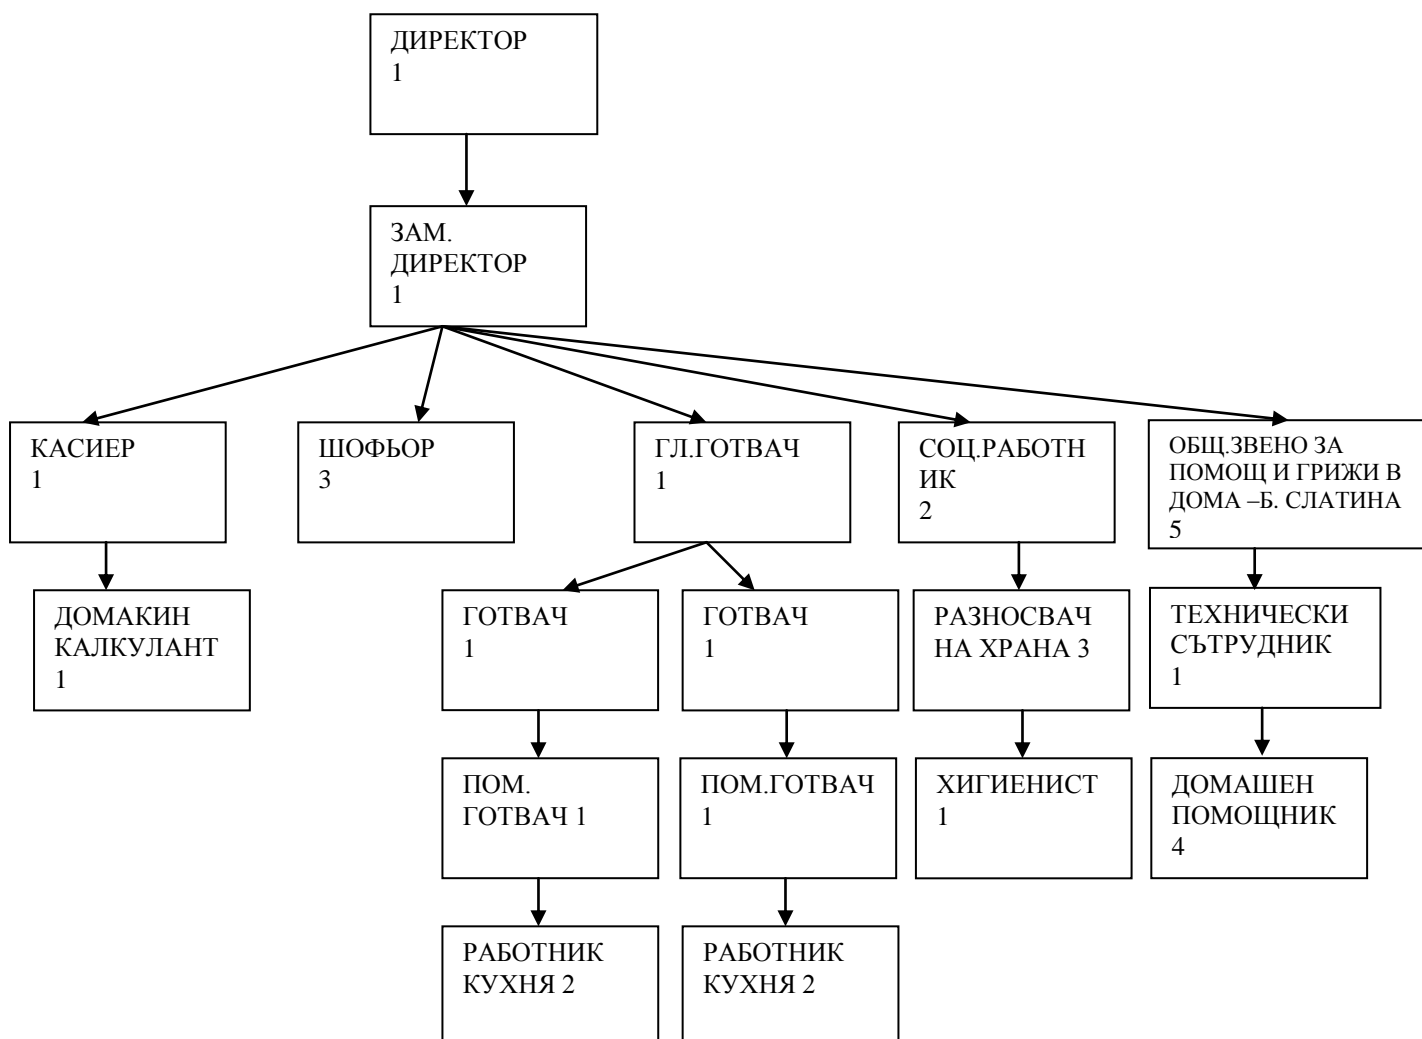 ДИРЕКТОР
1
ЗАМ.
ДИРЕКТОР
1
КАСИЕР
1
ШОФЬОР
3
ГЛ.ГОТВАЧ
1
СОЦ.РАБОТН
ИК
2
ОБЩ.ЗВЕНО ЗА
ПОМОЩ И ГРИЖИ В
ДОМА –Б. СЛАТИНА
5
ДОМАКИН
КАЛКУЛАНТ
1
ГОТВАЧ
1
ГОТВАЧ
1
РАЗНОСВАЧ
НА ХРАНА 3
ТЕХНИЧЕСКИ
СЪТРУДНИК
1
ПОМ.
ГОТВАЧ 1
ПОМ.ГОТВАЧ
1
ХИГИЕНИСТ
1
ДОМАШЕН
ПОМОЩНИК
4
РАБОТНИК
КУХНЯ 2
РАБОТНИК
КУХНЯ 2